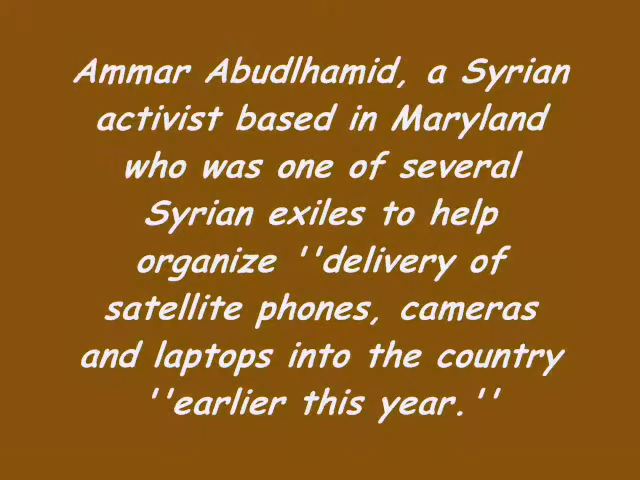 Ammar Abudlhamid, a Syrian
activist based in Maryland
who was one of several
Syrian exiles to help
organize ''delivery of
satellite phones, cameras
and laptops into the country
''earlier this year.''